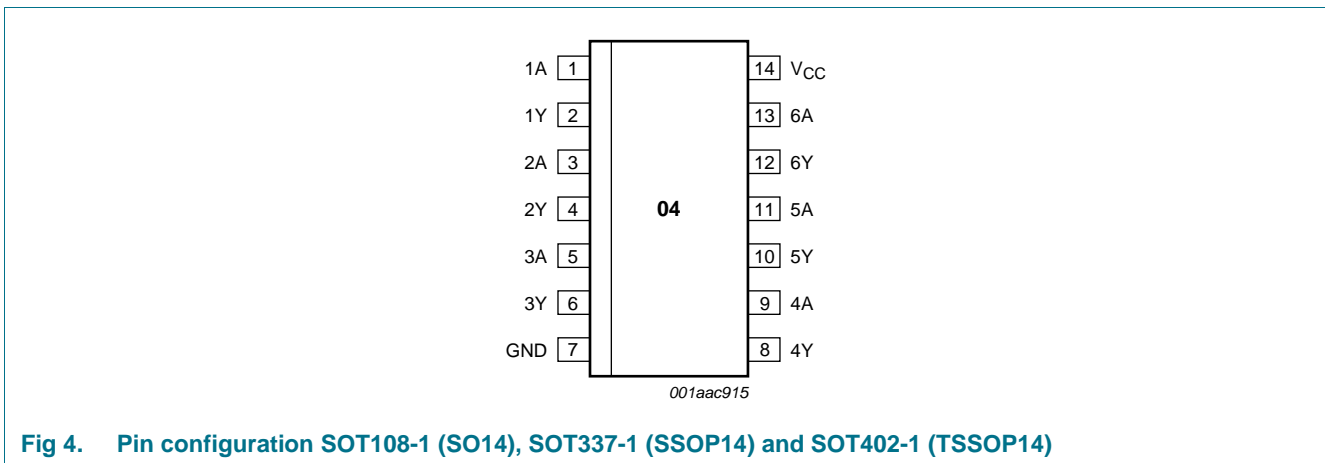 1A 1 14 VCC
1Y 2 13 6A
2A 3 12 6Y
2Y 4 04 11 5A
3A 5 10 5Y
3Y 6 9 4A
GND 7 8 4Y
001aac915
Fig 4. Pin configuration SOT108-1 (SO14), SOT337-1 (SSOP14) and SOT402-1 (TSSOP14)